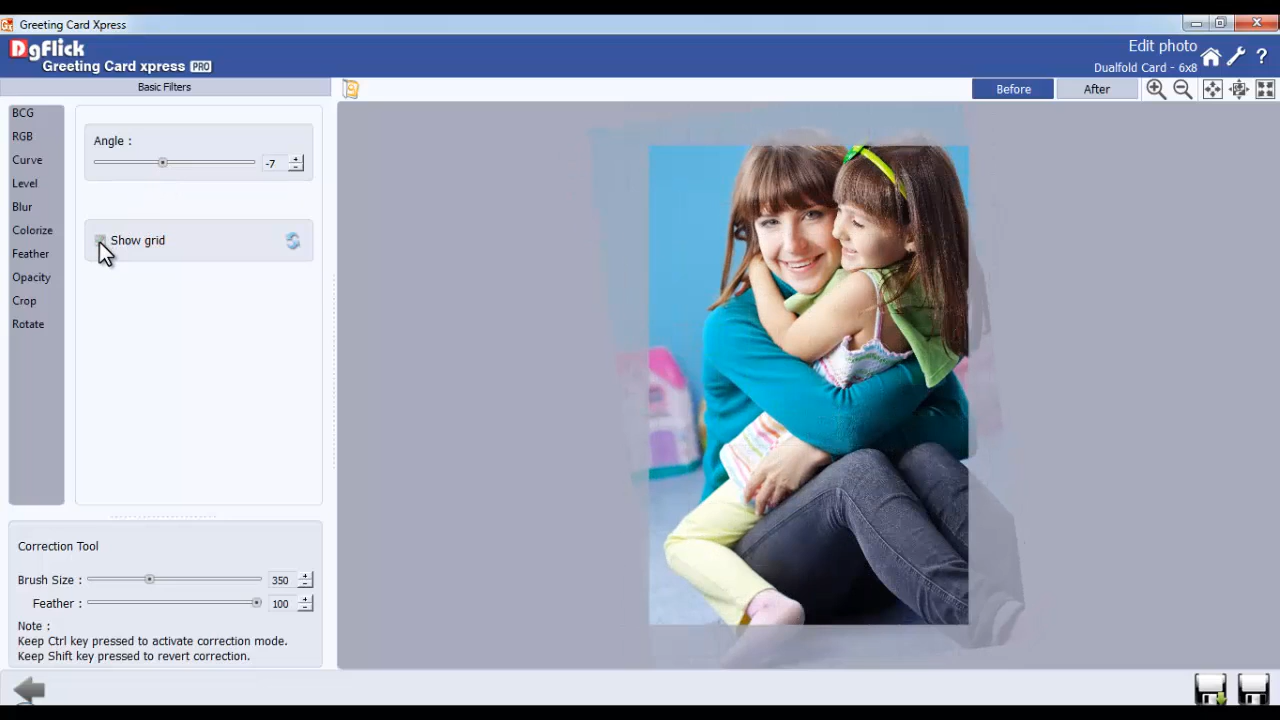 Greeting Card Xpress
DgFlick
Greeting Card xpress PRO
Edit photo
Dualfold Card - 6x8
?
Basic Filters
Before
After
BCG
RGB
Curve
Level
Blur
Colorize
Feather
Opacity
Crop
Rotate
Angle :
-7
Show grid
Correction Tool
Brush Size :
350
Feather :
100
Note :
Keep Ctrl key pressed to activate correction mode.
Keep Shift key pressed to revert correction.